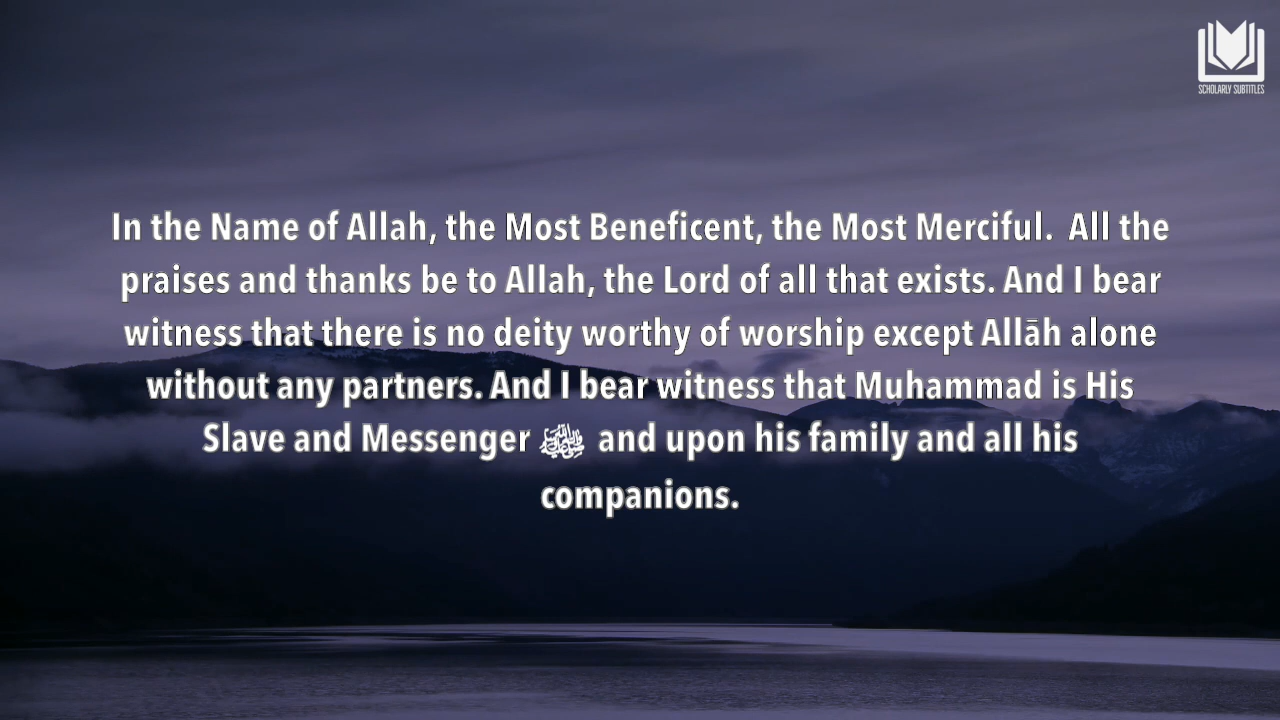 SCHOLARLY SUBTITLES
In the Name of Allah, the Most Beneficent, the Most Merciful.  All the
praises and thanks be to Allah, the Lord of all that exists. And I bear
witness that there is no deity worthy of worship except Allāh alone
without any partners. And I bear witness that Muhammad is His
Slave and Messenger ﷺ and upon his family and all his
companions.